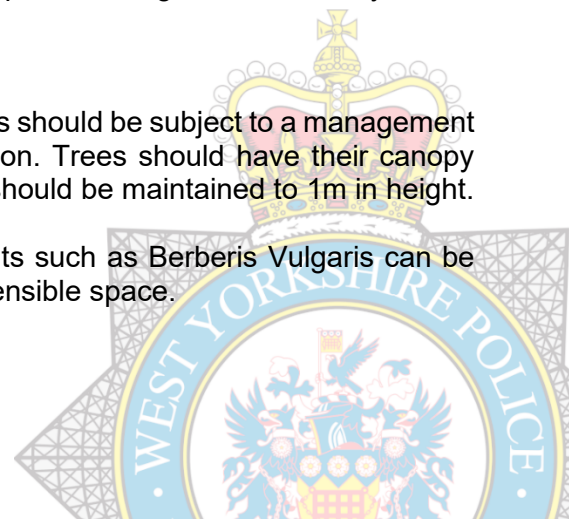 s should be subject to a management
on. Trees should have their canopy
should be maintained to 1m in height.
ts such as Berberis Vulgaris can be
ensible space.
WEST YORKSHIRE POLICE